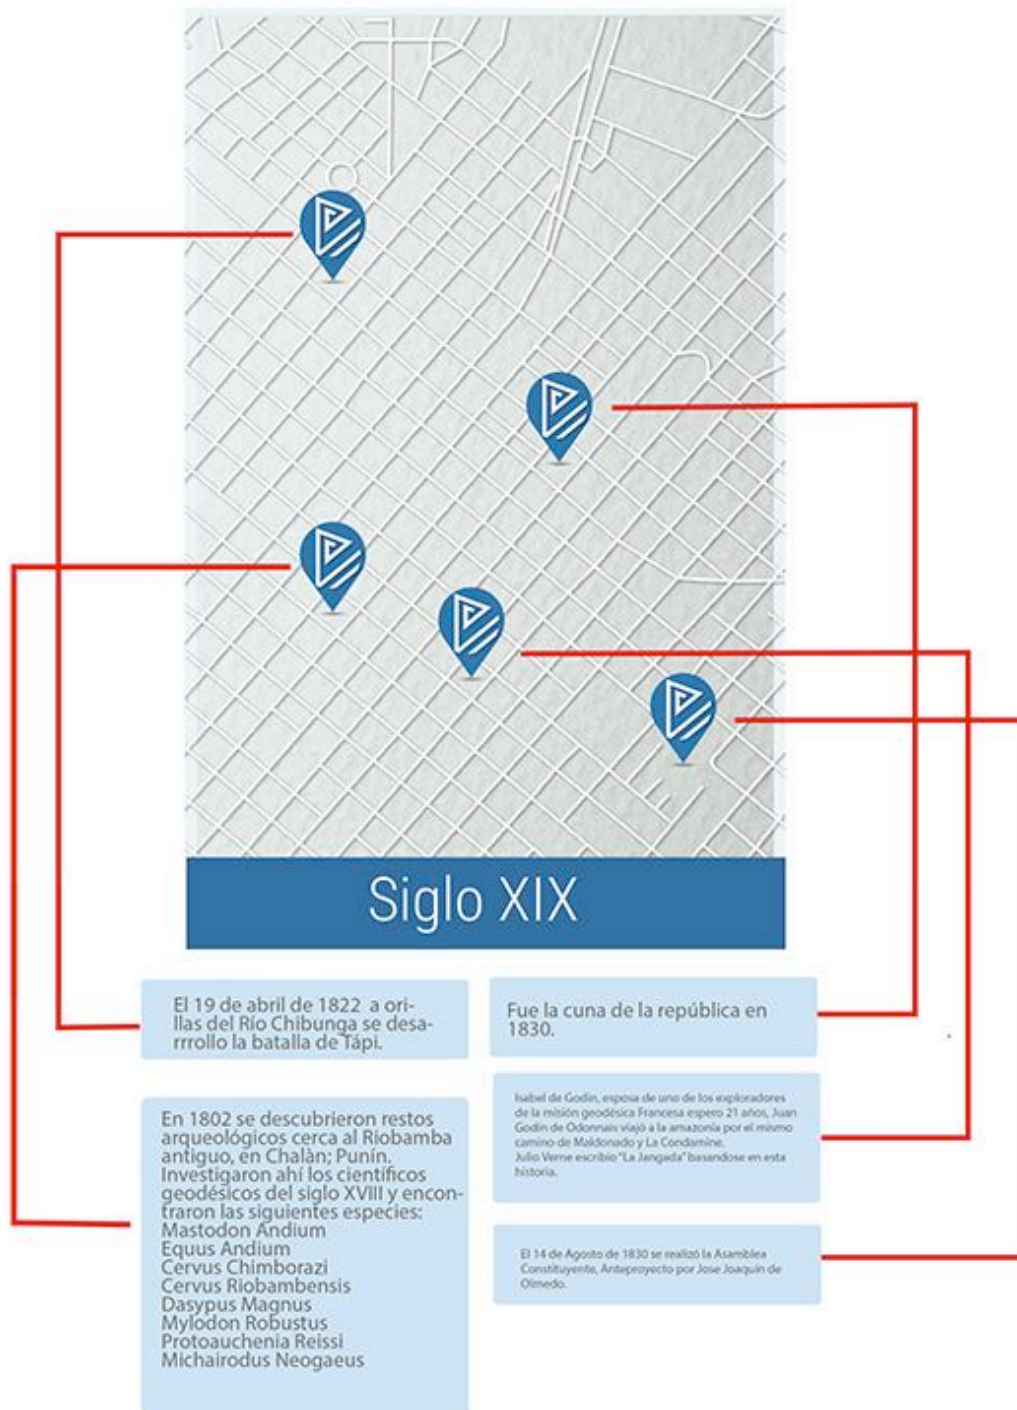 Siglo XIX
El 19 de abril de 1822 a ori-
llas del Río Chibunga se desa-
rrrollo la batalla de Tápi.
Fue la cuna de la república en
1830.
En 1802 se descubrieron restos
arqueológicos cerca al Riobamba
antiguo, en Chalàn; Punín.
Investigaron ahí los científicos
geodésicos del siglo XVIII y encon-
traron las siguientes especies:
Mastodon Andium
Equus Andium
Cervus Chimborazi
Cervus Riobambensis
Dasypus Magnus
Mylodon Robustus
Protoauchenia Reissi
Michairodus Neogaeus
Isabel de Godin, esposa de uno de los exploradores
de la misión geodésica Francesa espero 21 años, Juan
Godin de Odonnais viajó a la amazonía por el mismo
camino de Maldonado y La Condamine.
Julio Verne escribio "La Jangada" basandose en esta
historia.
El 14 de Agosto de 1830 se realizó la Asamblea
Constituyente, Anteproyecto por Jose Joaquín de
Olmedo.